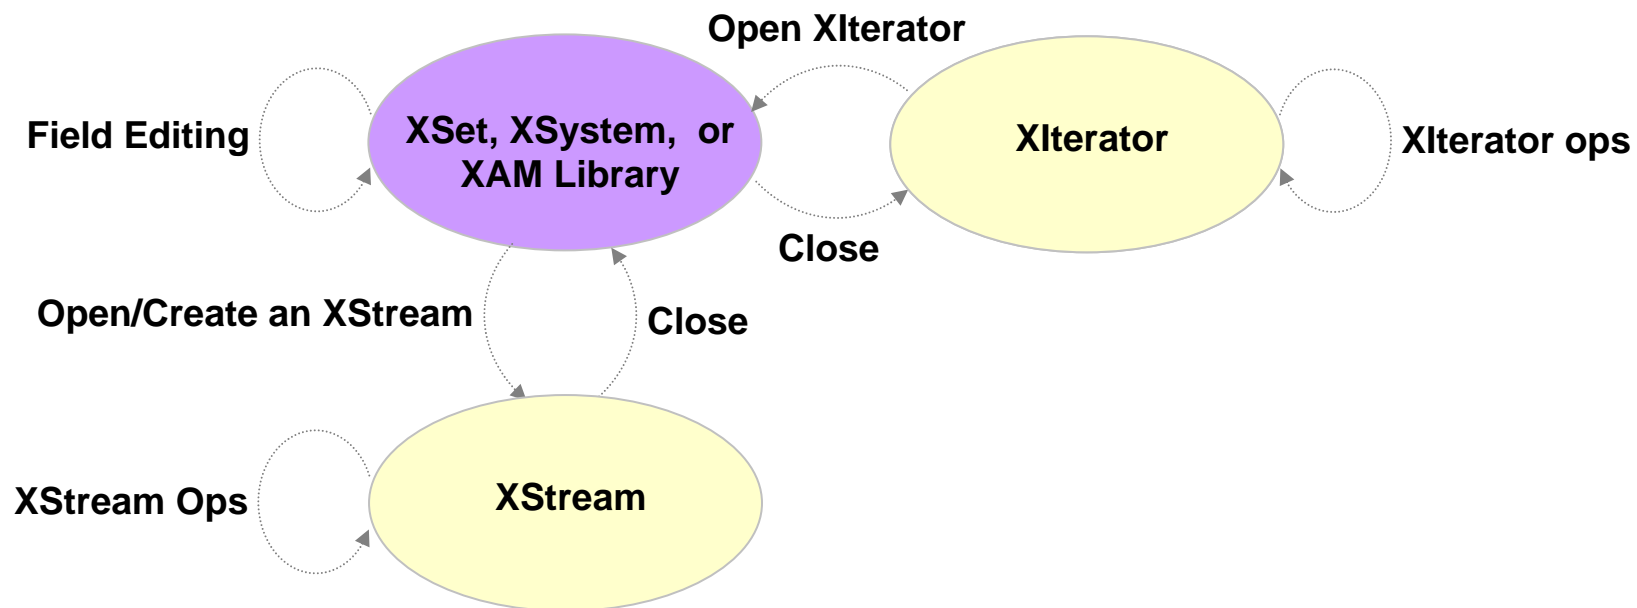 Open XIterator
Field Editing
XSet, XSystem, or
XAM Library
XIterator
XIterator ops
Close
Open/Create an XStream
Close
XStream Ops
XStream